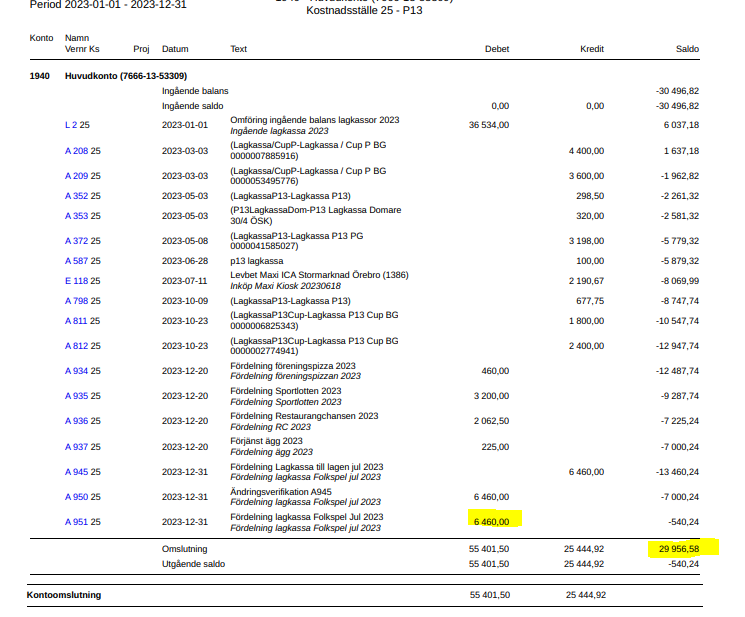 Period 2023-01-01 - 2023-12-31
Kostnadsställe 25 - P13
Konto Namn
Vernr Ks Proj Datum Text Debet Kredit Saldo
1940 Huvudkonto (7666-13-53309)
Ingående balans -30 496,82
Ingående saldo 0,00 0,00 -30 496,82
L 2 25 2023-01-01 Omföring ingående balans lagkassor 2023 36 534,00 6 037,18
Ingående lagkassa 2023
A 208 25 2023-03-03 (Lagkassa/CupP-Lagkassa / Cup P BG 4 400,00 1 637,18
0000007885916)
A 209 25 2023-03-03 (Lagkassa/CupP-Lagkassa / Cup P BG 3 600,00 -1 962,82
0000053495776)
A 352 25 2023-05-03 (LagkassaP13-Lagkassa P13) 298,50 -2 261,32
A 353 25 2023-05-03 (P13LagkassaDom-P13 Lagkassa Domare 320,00 -2 581,32
30/4 ÖSK)
A 372 25 2023-05-08 (LagkassaP13-Lagkassa P13 PG 3 198,00 -5 779,32
0000041585027)
A 587 25 2023-06-28 p13 lagkassa 100,00 -5 879,32
E 118 25 2023-07-11 Levbet Maxi ICA Stormarknad Örebro (1386) 2 190,67 -8 069,99
Inköp Maxi Kiosk 20230618
A 798 25 2023-10-09 (LagkassaP13-Lagkassa P13) 677,75 -8 747,74
A 811 25 2023-10-23 (LagkassaP13Cup-Lagkassa P13 Cup BG 1 800,00 -10 547,74
0000006825343)
A 812 25 2023-10-23 (LagkassaP13Cup-Lagkassa P13 Cup BG 2 400,00 -12 947,74
0000002774941)
A 934 25 2023-12-20 Fördelning föreningspizza 2023 460,00 -12 487,74
Fördelning föreningspizzan 2023
A 935 25 2023-12-20 Fördelning Sportlotten 2023 3 200,00 -9 287,74
Fördelning Sportlotten 2023
A 936 25 2023-12-20 Fördelning Restaurangchansen 2023 2 062,50 -7 225,24
Fördelning RC 2023
A 937 25 2023-12-20 Förjänst ägg 2023 225,00 -7 000,24
Fördelning ägg 2023
A 945 25 2023-12-31 Fördelning Lagkassa till lagen jul 2023 6 460,00 -13 460,24
Fördelning lagkassa Folkspel jul 2023
A 950 25 2023-12-31 Ändringsverifikation A945 6 460,00 -7 000,24
Fördelning lagkassa Folkspel jul 2023
A 951 25 2023-12-31 Fördelning lagkassa Folkspel Jul 2023 6 460,00 -540,24
Fördelning lagkassa Folkspel jul 2023
Omslutning 55 401,50 25 444,92 29 956,58
Utgående saldo 55 401,50 25 444,92 -540,24
Kontoomslutning 55 401,50 25 444,92